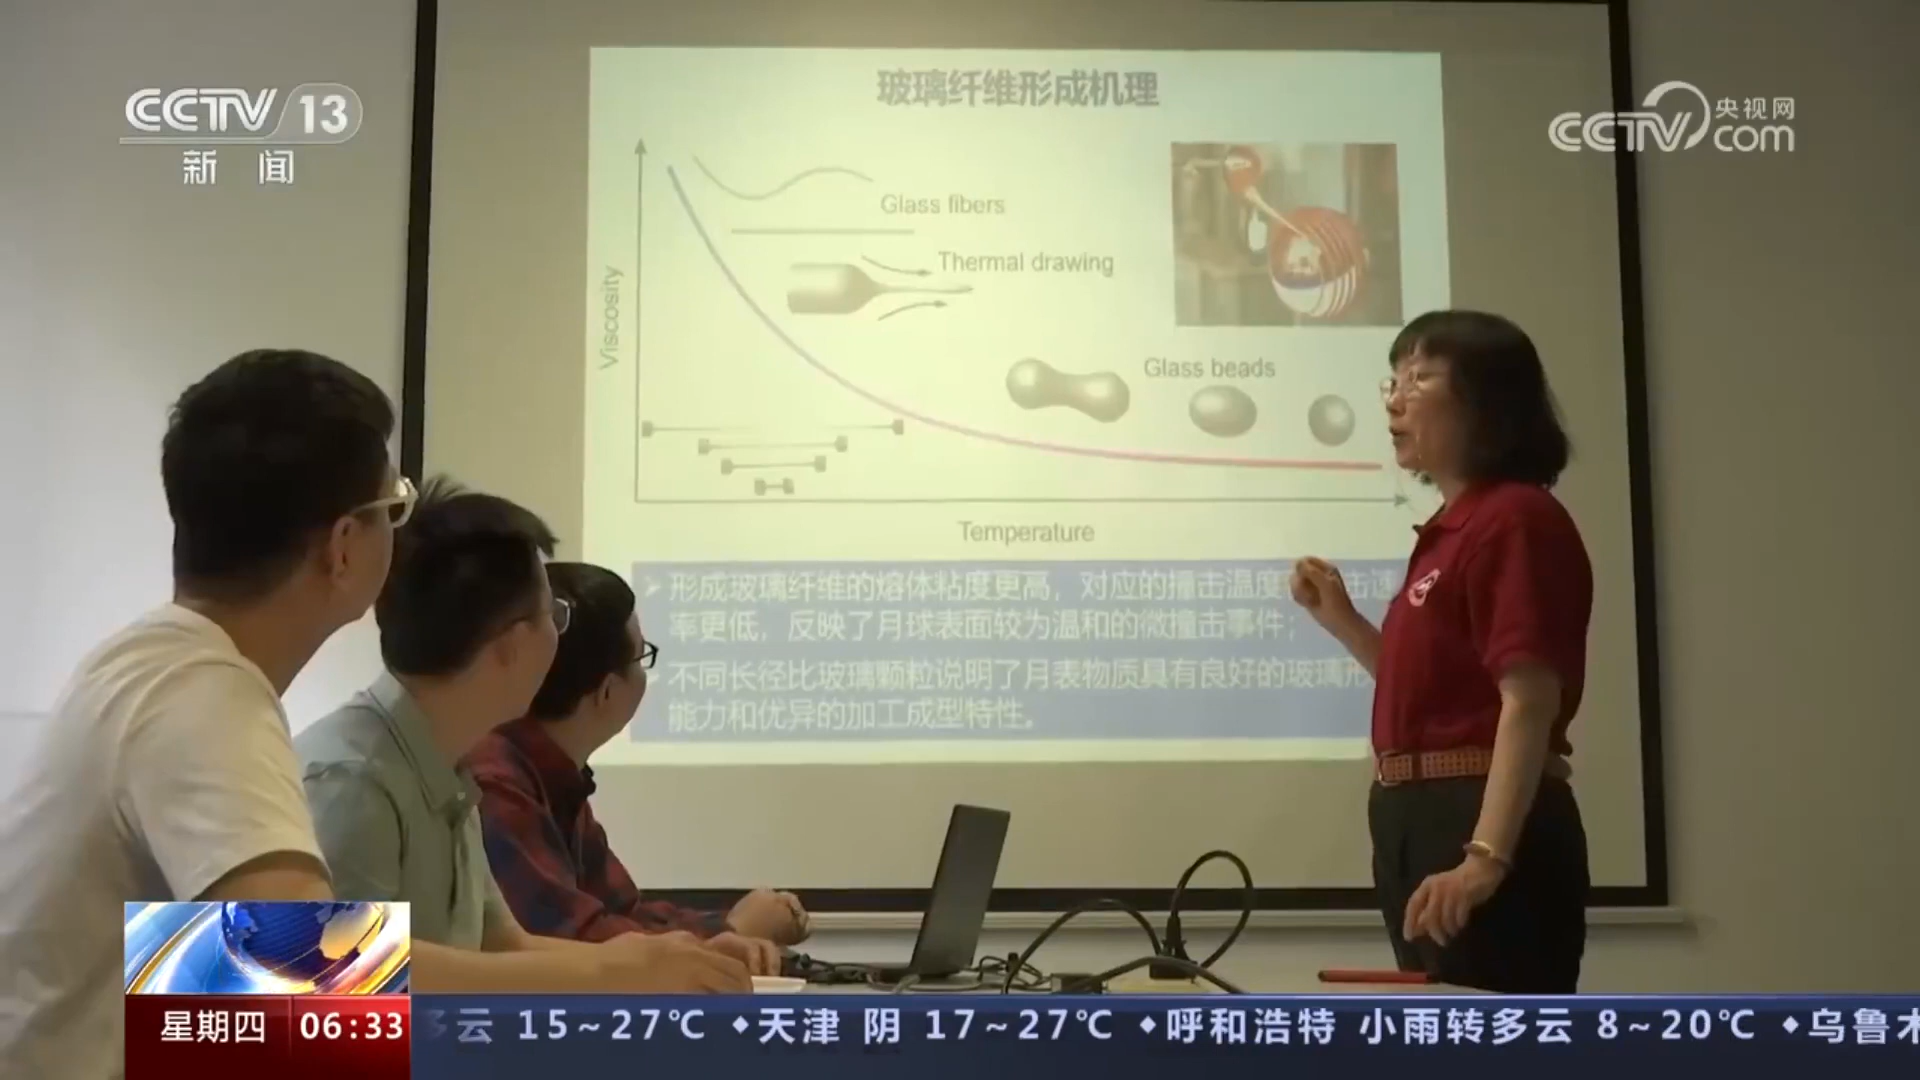 CCTV 13
新闻
央视网
CCTV com
玻璃纤维形成机理
Glass fibers
Thermal drawing
Viscosity
Glass beads
Temperature
形成玻璃纤维的熔体粘度更高，对应的撞击温度 击速
率更低，反映了月球表面较为温和的微撞击事件；
不同长径比玻璃颗粒说明了月表物质具有良好的玻璃形
能力和优异的加工成型特性。
星期四 06:33 多云 15~27℃ ◆天津 阴 17~27℃ ◆呼和浩特 小雨转多云 8~20℃ ◆乌鲁木